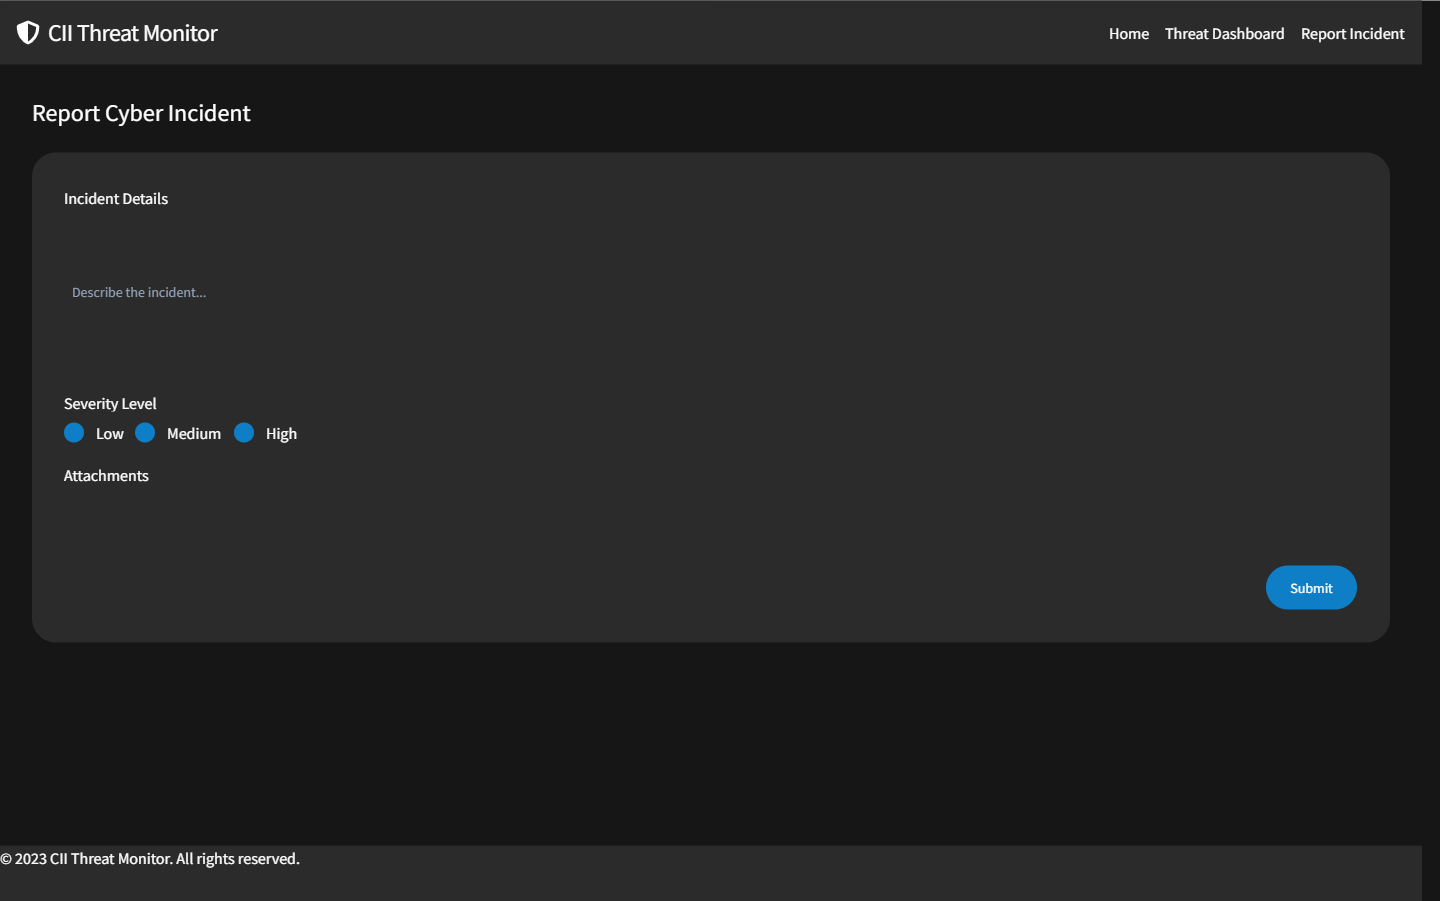 CII Threat Monitor
Home Threat Dashboard Report Incident
Report Cyber Incident
Incident Details
Describe the incident...
Severity Level
Low Medium High
Attachments
Submit
© 2023 CII Threat Monitor. All rights reserved.